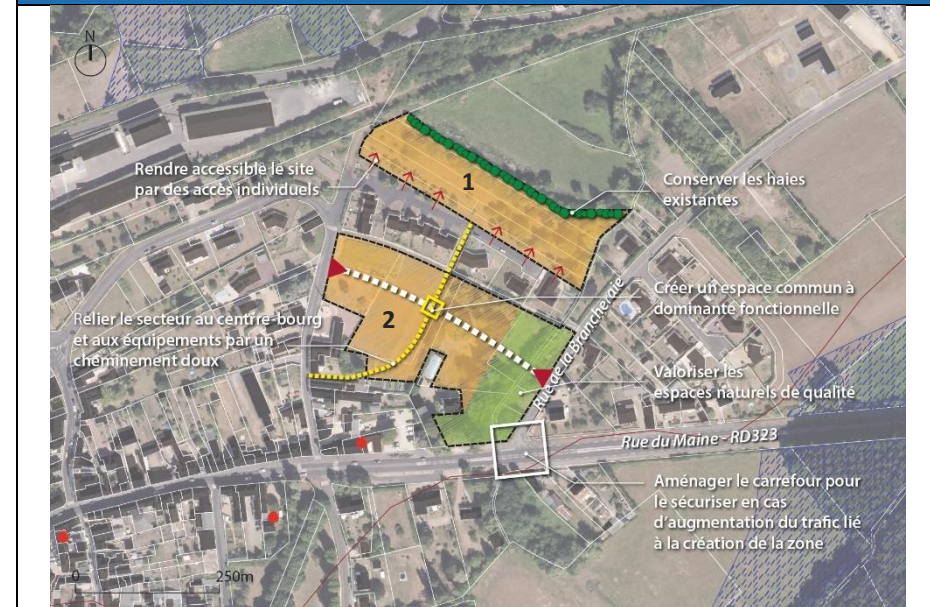 N
Rendre accessible le site
par des accès individuels
1
Conserver les haies
existantes
Rue de la Brancheraie
Créer un espace commun à
dominante fonctionnelle
Relier le secteur au centre-bourg
et aux équipements par un
cheminement doux
2
Valoriser les
espaces naturels de qualité
Rue du Maine - RD323
Aménager le carrefour pour
le sécuriser en cas
d'augmentation du trafic lié
à la création de la zone
0 250m